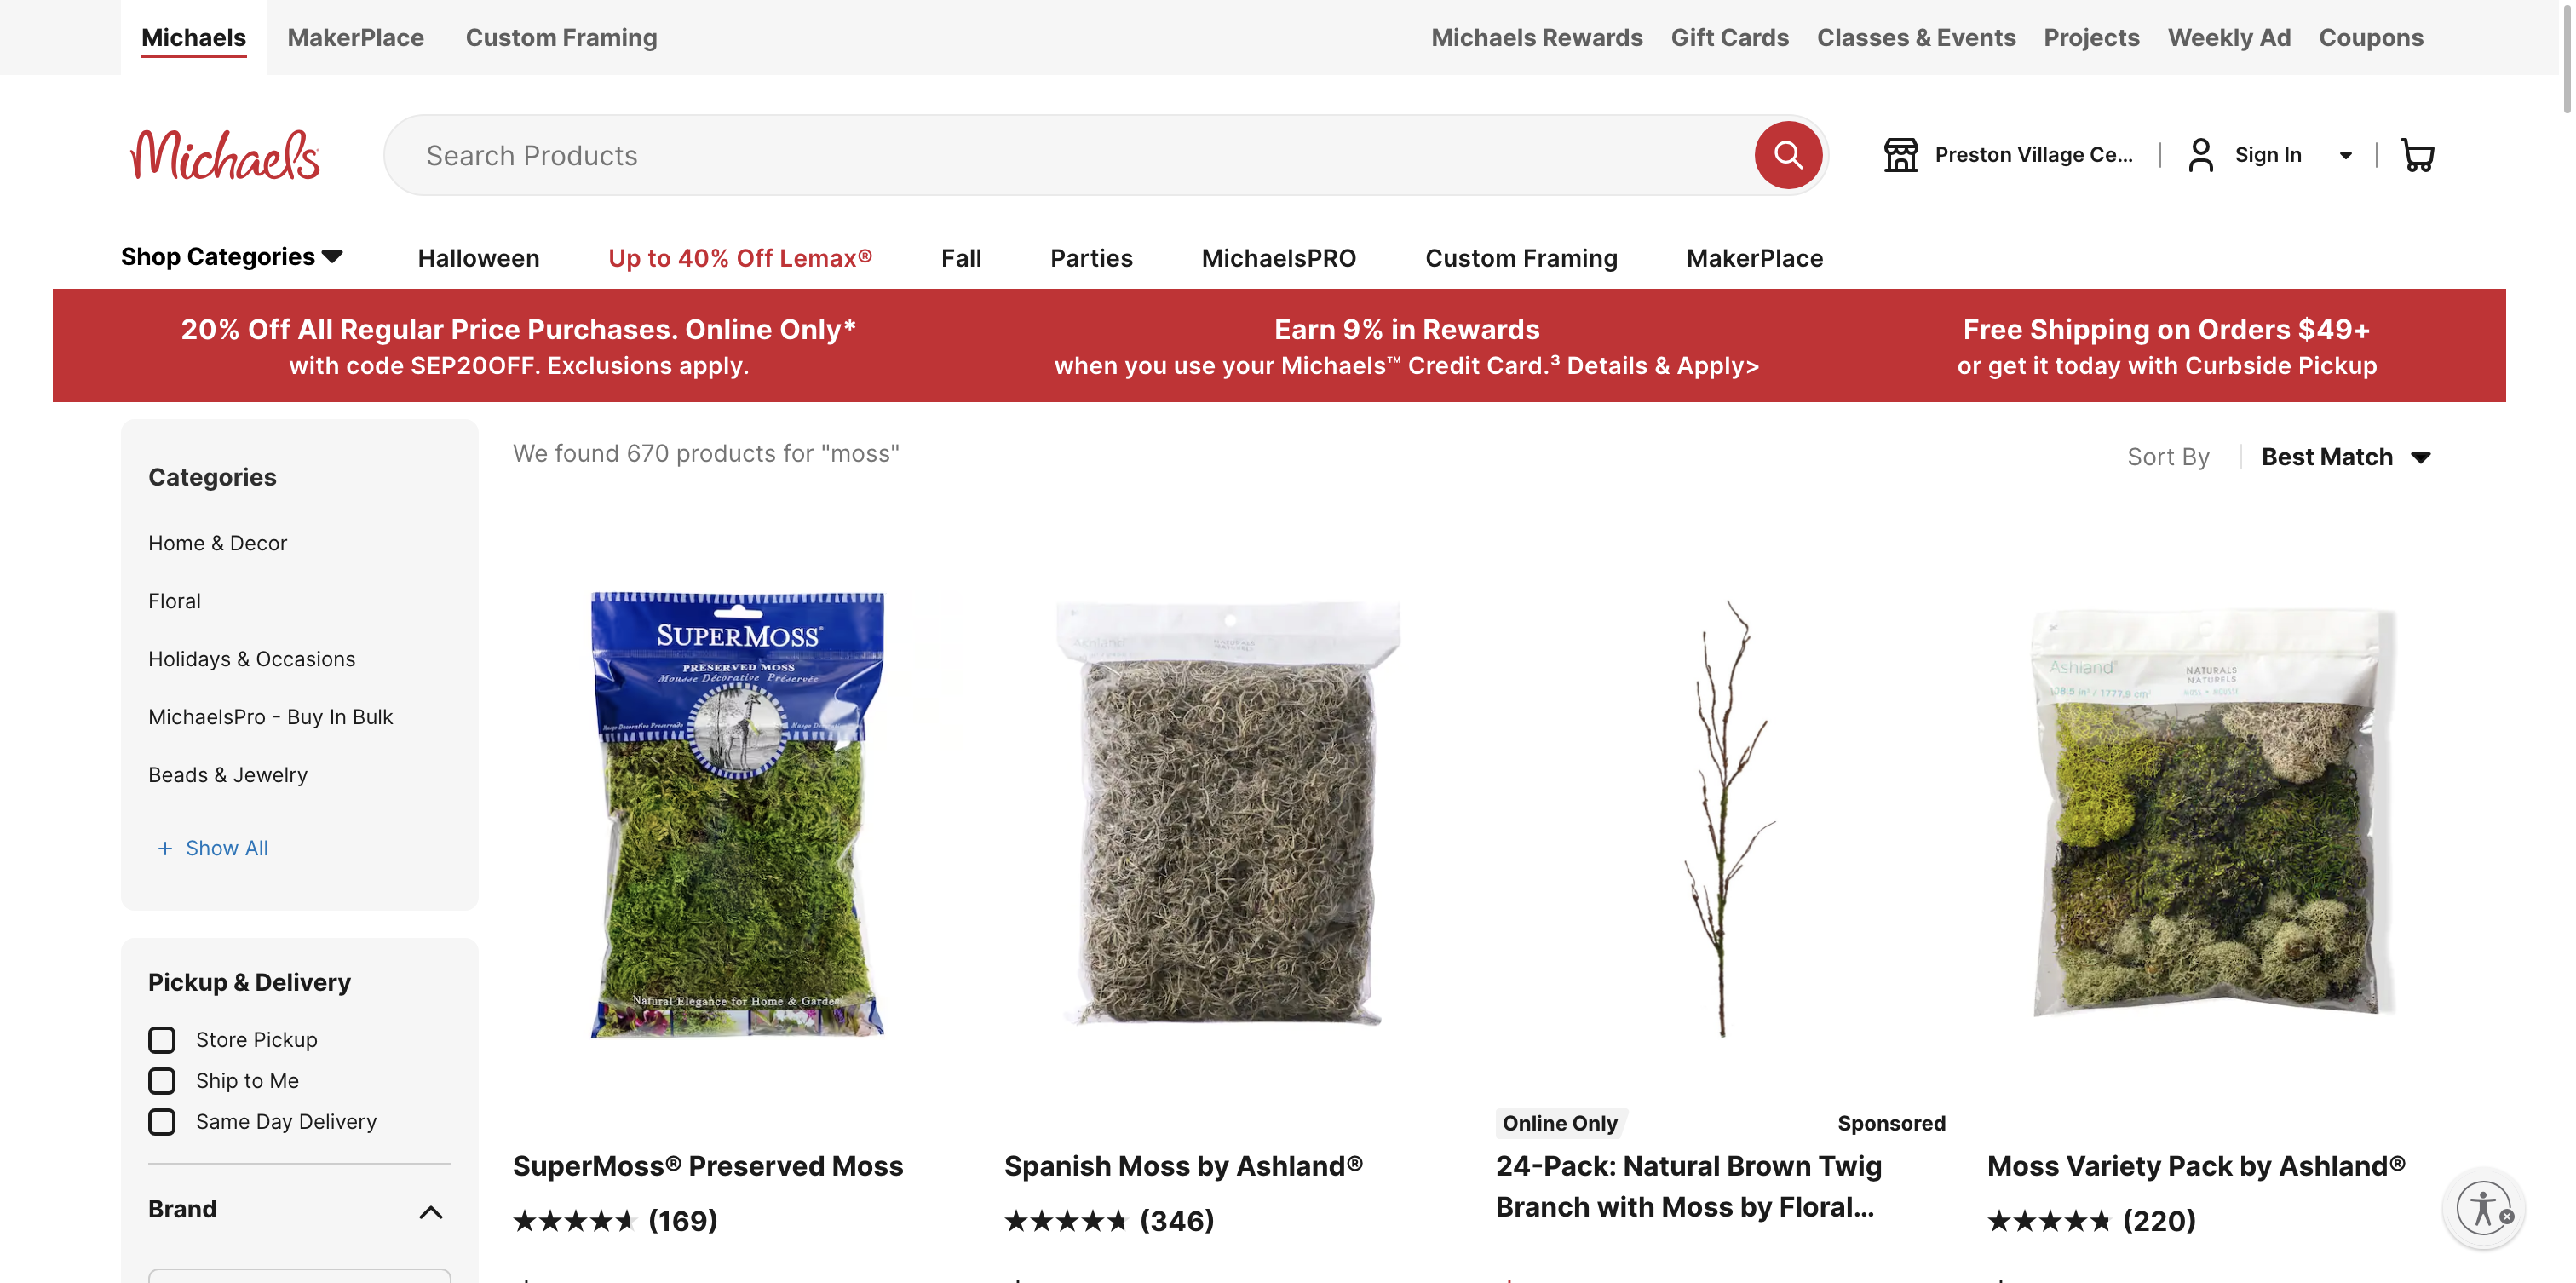 Michaels
MakerPlace
Custom Framing
Michaels Rewards
Gift Cards
Classes & Events
Projects
Weekly Ad
Coupons
Michaels
Search Products
Preston Village Ce...
Sign In
Shop Categories
Halloween
Up to 40% Off Lemax®
Fall
Parties
MichaelsPRO
Custom Framing
MakerPlace
20% Off All Regular Price Purchases. Online Only*
with code SEP20OFF. Exclusions apply.
Earn 9% in Rewards
when you use your Michaels™ Credit Card.³ Details & Apply>
Free Shipping on Orders $49+
or get it today with Curbside Pickup
Categories
Home & Decor
Floral
Holidays & Occasions
MichaelsPro - Buy In Bulk
Beads & Jewelry
+ Show All
Pickup & Delivery
Store Pickup
Ship to Me
Same Day Delivery
Brand
We found 670 products for "moss"
Sort By
Best Match
SUPERMOSS®
PRESERVED MOSS
Mousse Décorative Préservée
Natural Elegance for Home & Garden
SuperMoss® Preserved Moss
(169)
Ashland
NATURALS
Spanish Moss by Ashland®
(346)
Online Only
Sponsored
24-Pack: Natural Brown Twig
Branch with Moss by Floral...
Ashland®
NATURALS
NATURELS
MOSS • MOUSSE
Moss Variety Pack by Ashland®
(220)